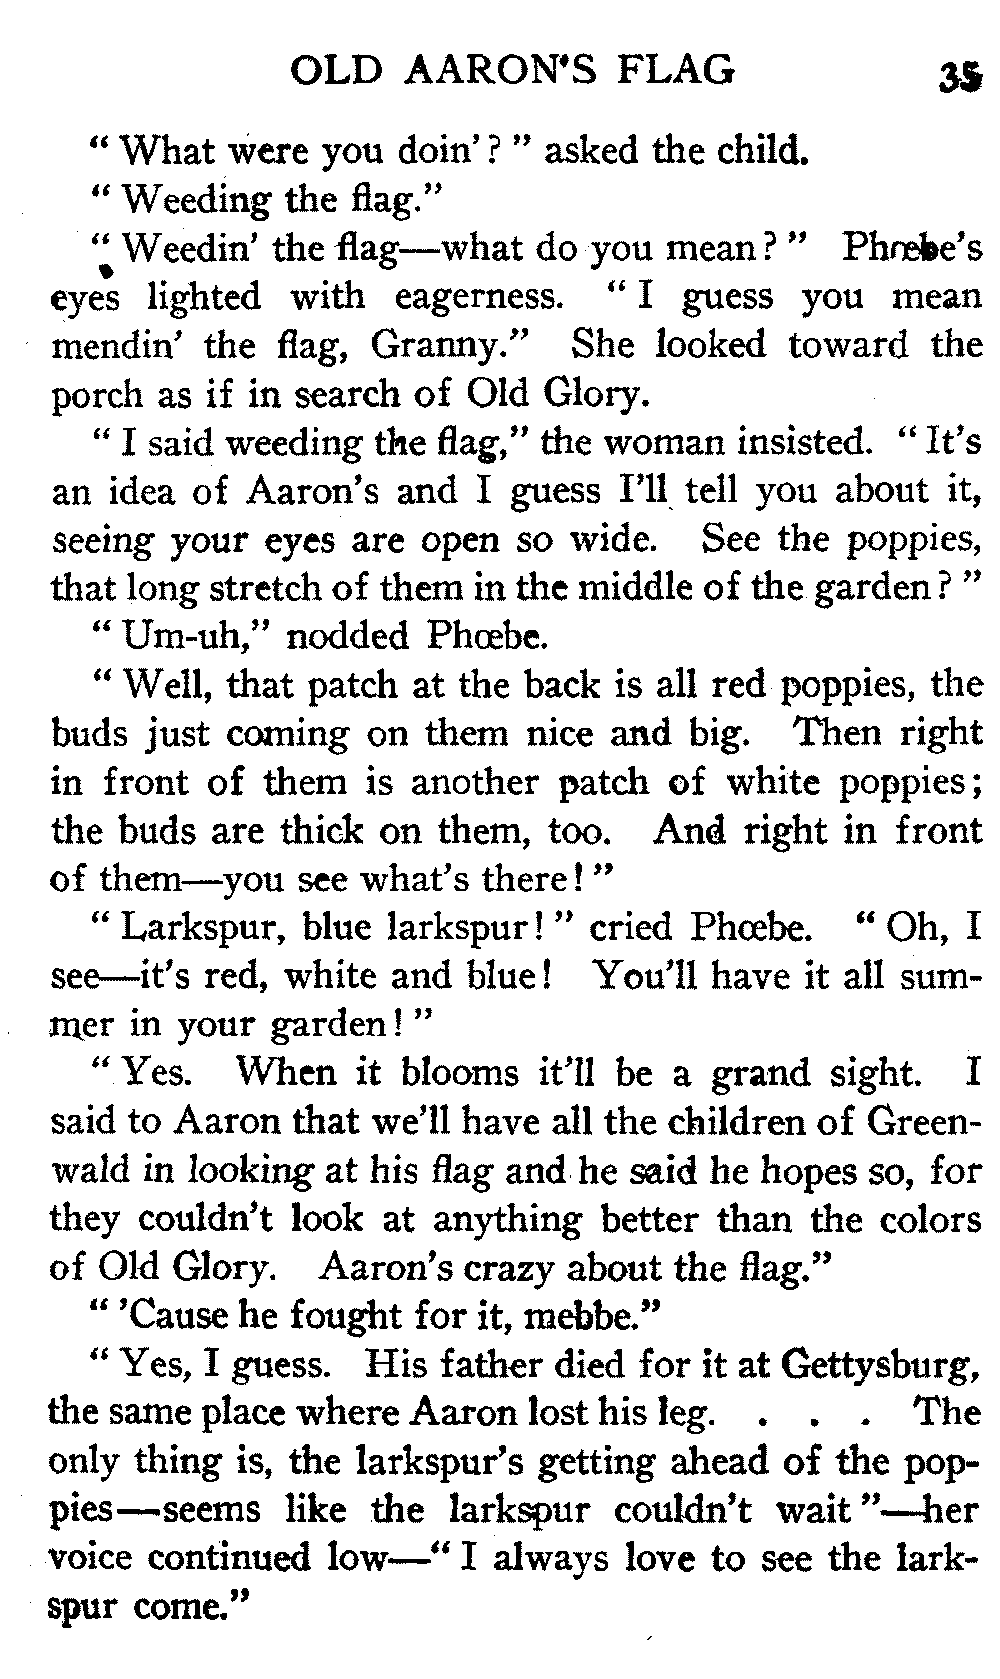 OLD AARON'S FLAG 35
" What were you doin' ? " asked the child.
" Weeding the flag."
" Weedin' the flag—what do you mean ? " Phœbe's
eyes lighted with eagerness. " I guess you mean
mendin' the flag, Granny." She looked toward the
porch as if in search of Old Glory.
" I said weeding the flag," the woman insisted. " It's
an idea of Aaron's and I guess I'll tell you about it,
seeing your eyes are open so wide. See the poppies,
that long stretch of them in the middle of the garden ? "
" Um-uh," nodded Phœbe.
" Well, that patch at the back is all red poppies, the
buds just coming on them nice and big. Then right
in front of them is another patch of white poppies ;
the buds are thick on them, too. And right in front
of them—you see what's there ! "
" Larkspur, blue larkspur ! " cried Phœbe. " Oh, I
see—it's red, white and blue ! You'll have it all sum-
mer in your garden ! "
" Yes. When it blooms it'll be a grand sight. I
said to Aaron that we'll have all the children of Green-
wald in looking at his flag and he said he hopes so, for
they couldn't look at anything better than the colors
of Old Glory. Aaron's crazy about the flag."
" 'Cause he fought for it, mebbe."
" Yes, I guess. His father died for it at Gettysburg,
the same place where Aaron lost his leg. . . . The
only thing is, the larkspur's getting ahead of the pop-
pies—seems like the larkspur couldn't wait "—her
voice continued low—" I always love to see the lark-
spur come."